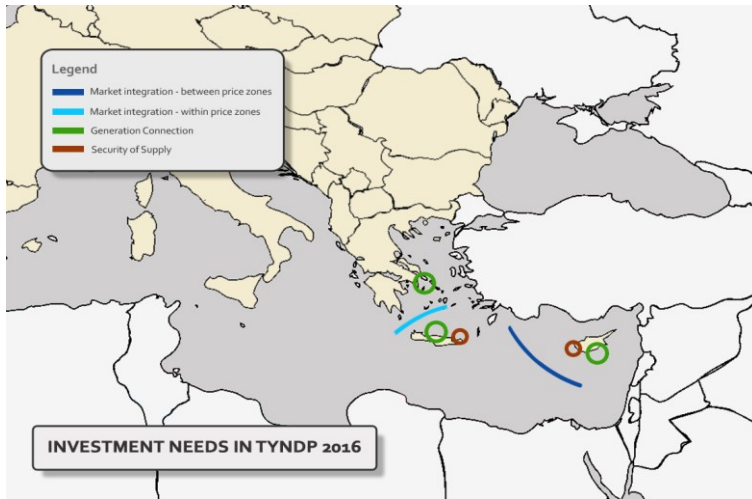 Legend
Market integration - between price zones
Market integration - within price zones
Generation Connection
Security of Supply
INVESTMENT NEEDS IN TYNDP 2016